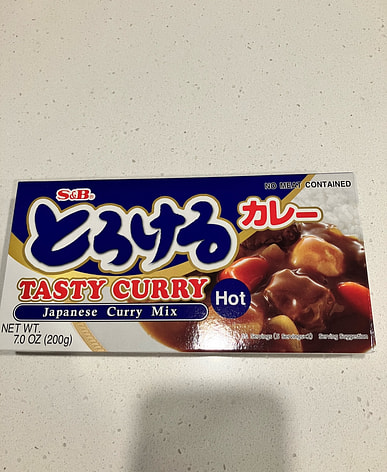 NO MEAT CONTAINED
S&B®
とろける
カレー
TASTY CURRY
Hot
Japanese Curry Mix
NET WT.
7.0 OZ (200g)
Serving Suggestion